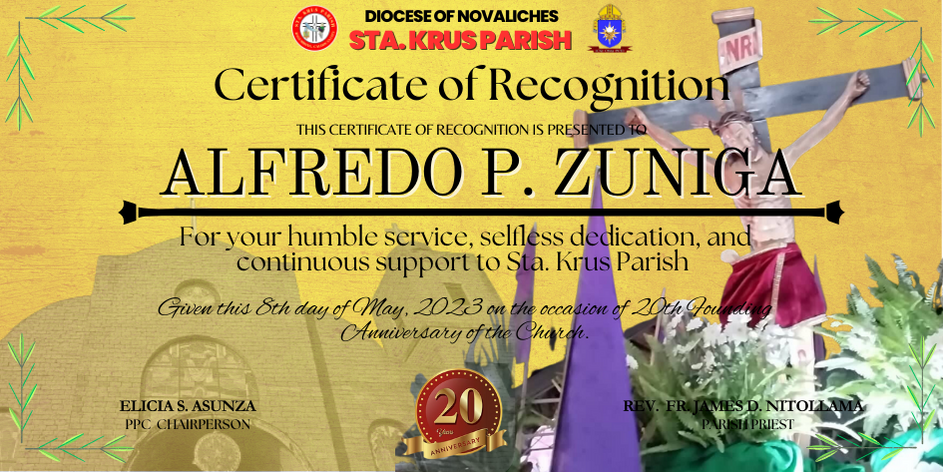 DIOCESE OF NOVALICHES
STA. KRUS PARISH
INRI
Certificate of Recognition
THIS CERTIFICATE OF RECOGNITION IS PRESENTED TO
ALFREDO P. ZUNIGA
For your humble service, selfless dedication, and
continuous support to Sta. Krus Parish
Given this 8th day of May, 2023 on the occasion of 20th Founding
Anniversary of the Church.
ELICIA S. ASUNZA
PPC CHAIRPERSON
20
Years
ANNIVERSARY
REV. FR. JAMES D. NITOLLAMA
PARISH PRIEST